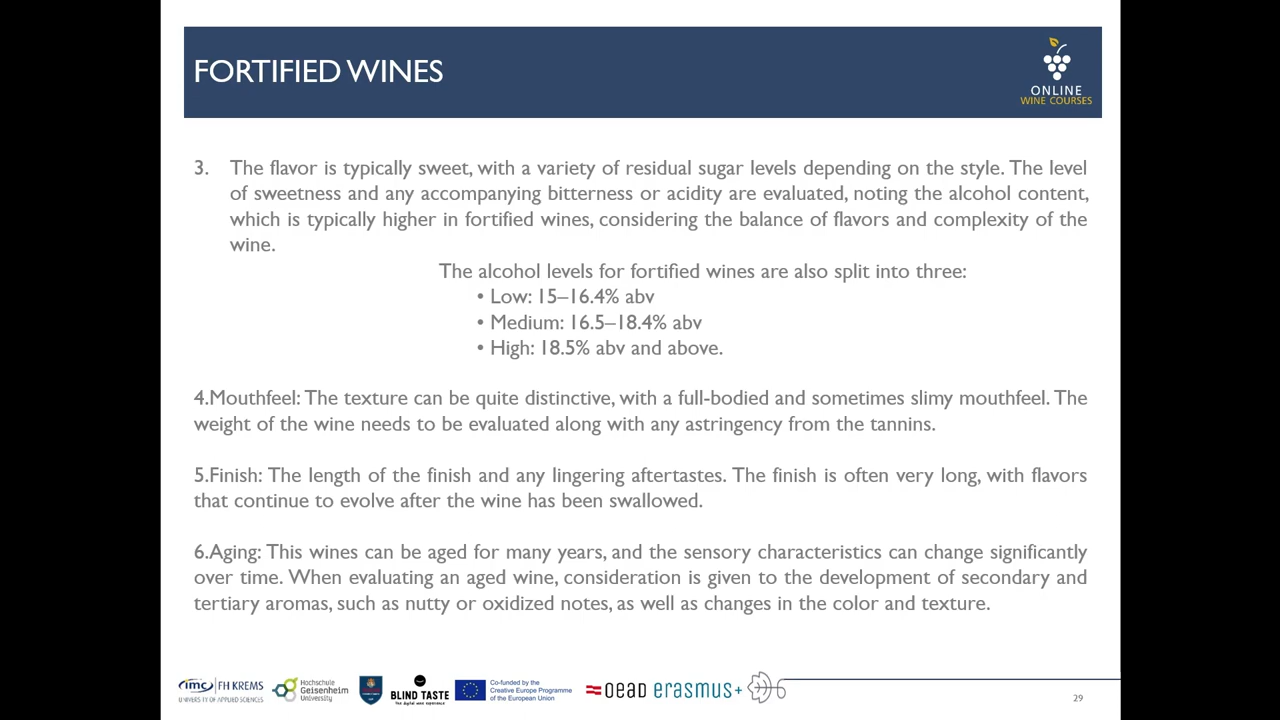 FORTIFIED WINES
ONLINE
WINE COURSES
3. The flavor is typically sweet, with a variety of residual sugar levels depending on the style. The level
of sweetness and any accompanying bitterness or acidity are evaluated, noting the alcohol content,
which is typically higher in fortified wines, considering the balance of flavors and complexity of the
wine.
The alcohol levels for fortified wines are also split into three:
• Low: 15–16.4% abv
• Medium: 16.5–18.4% abv
• High: 18.5% abv and above.
4.Mouthfeel: The texture can be quite distinctive, with a full-bodied and sometimes slimy mouthfeel. The
weight of the wine needs to be evaluated along with any astringency from the tannins.
5.Finish: The length of the finish and any lingering aftertastes. The finish is often very long, with flavors
that continue to evolve after the wine has been swallowed.
6.Aging: This wines can be aged for many years, and the sensory characteristics can change significantly
over time. When evaluating an aged wine, consideration is given to the development of secondary and
tertiary aromas, such as nutty or oxidized notes, as well as changes in the color and texture.
imc FH KREMS
UNIVERSITY OF APPLIED SCIENCES
Hochschule
Geisenheim
University
BLIND TASTE
The digital wine experience
Co-funded by the
Creative Europe Programme
of the European Union
OeAD erasmus+
29